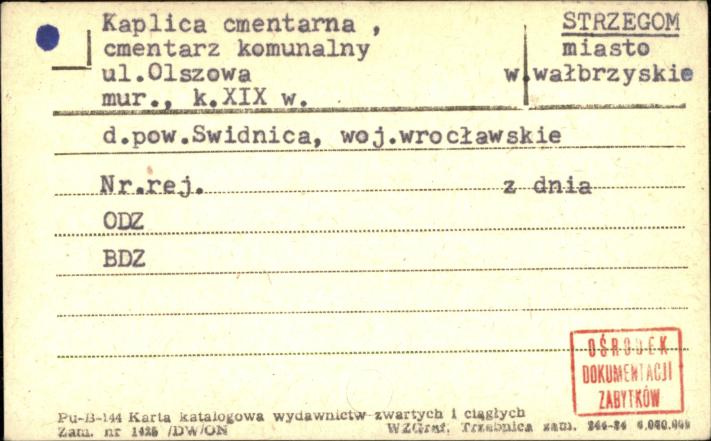 Kaplica cmentarna , STRZEGOM
cmentarz komunalny miasto
ul.Olszowa w.wałbrzyskie
mur., k.XIX w.
d.pow.Swidnica, woj.wrocławskie
Nr.rej. z dnia
ODZ
BDZ
OŚRODEK
DOKUMENTACJI
ZABYTKÓW
Pu-B-144 Karta katalogowa wydawnictw zwartych i ciągłych
Zam. nr 1425 /DW/ON WZGraf. Trzebnica zam.